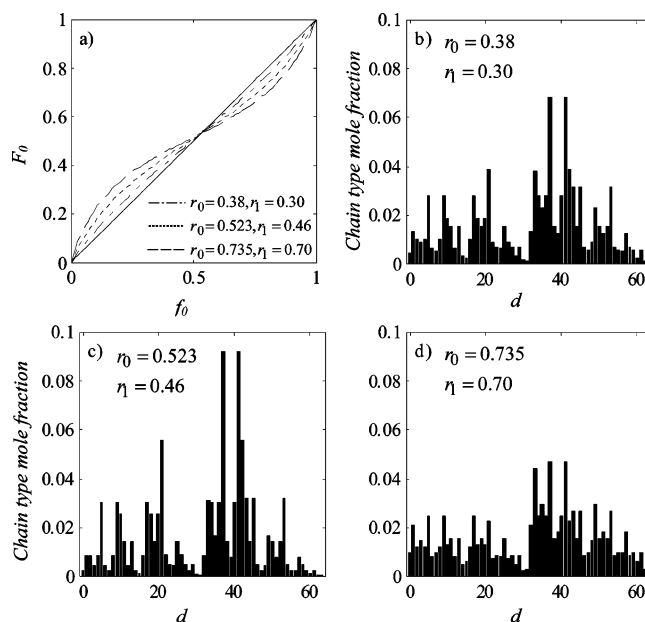 a)
1
0.8
0.6
0.4
0.2
0
F₀
r₀ = 0.38, r₁ = 0.30
r₀ = 0.523, r₁ = 0.46
r₀ = 0.735, r₁ = 0.70
0 0.5 1
f₀
b) r₀ = 0.38
r₁ = 0.30
0.1
0.08
0.06
0.04
0.02
0
Chain type mole fraction
0 20 40 60
d
c) r₀ = 0.523
r₁ = 0.46
0.1
0.08
0.06
0.04
0.02
0
Chain type mole fraction
0 20 40 60
d
d) r₀ = 0.735
r₁ = 0.70
0.1
0.08
0.06
0.04
0.02
0
Chain type mole fraction
0 20 40 60
d